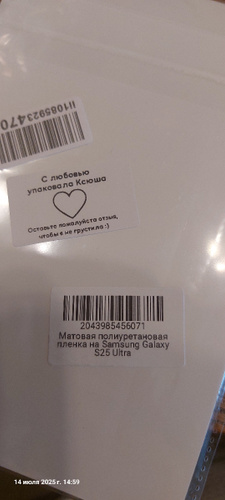 ii1085923470
С любовью
упаковала Ксюша
Оставьте пожалуйста отзыв,
чтобы я не грустила :)
2043985456071
Матовая полиуретановая
пленка на Samsung Galaxy
S25 Ultra
14 июля 2025 г. 14:59